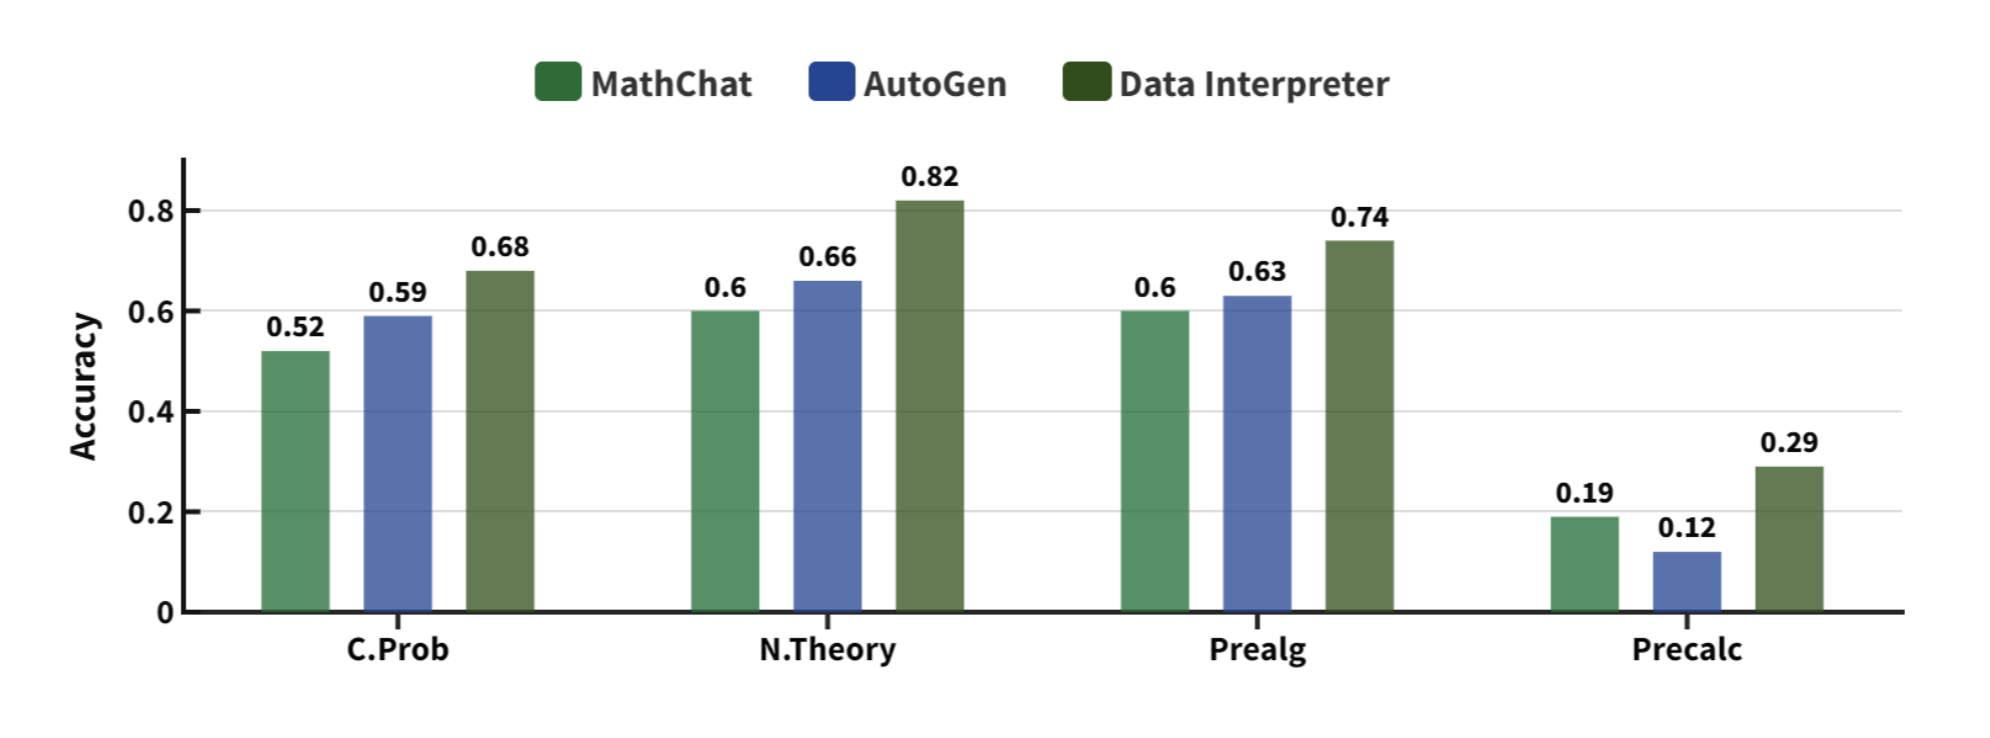 MathChat AutoGen Data Interpreter
Accuracy
0.8
0.6
0.4
0.2
0
0.52 0.59 0.68
0.6 0.66 0.82
0.6 0.63 0.74
0.19 0.12 0.29
C.Prob N.Theory Prealg Precalc